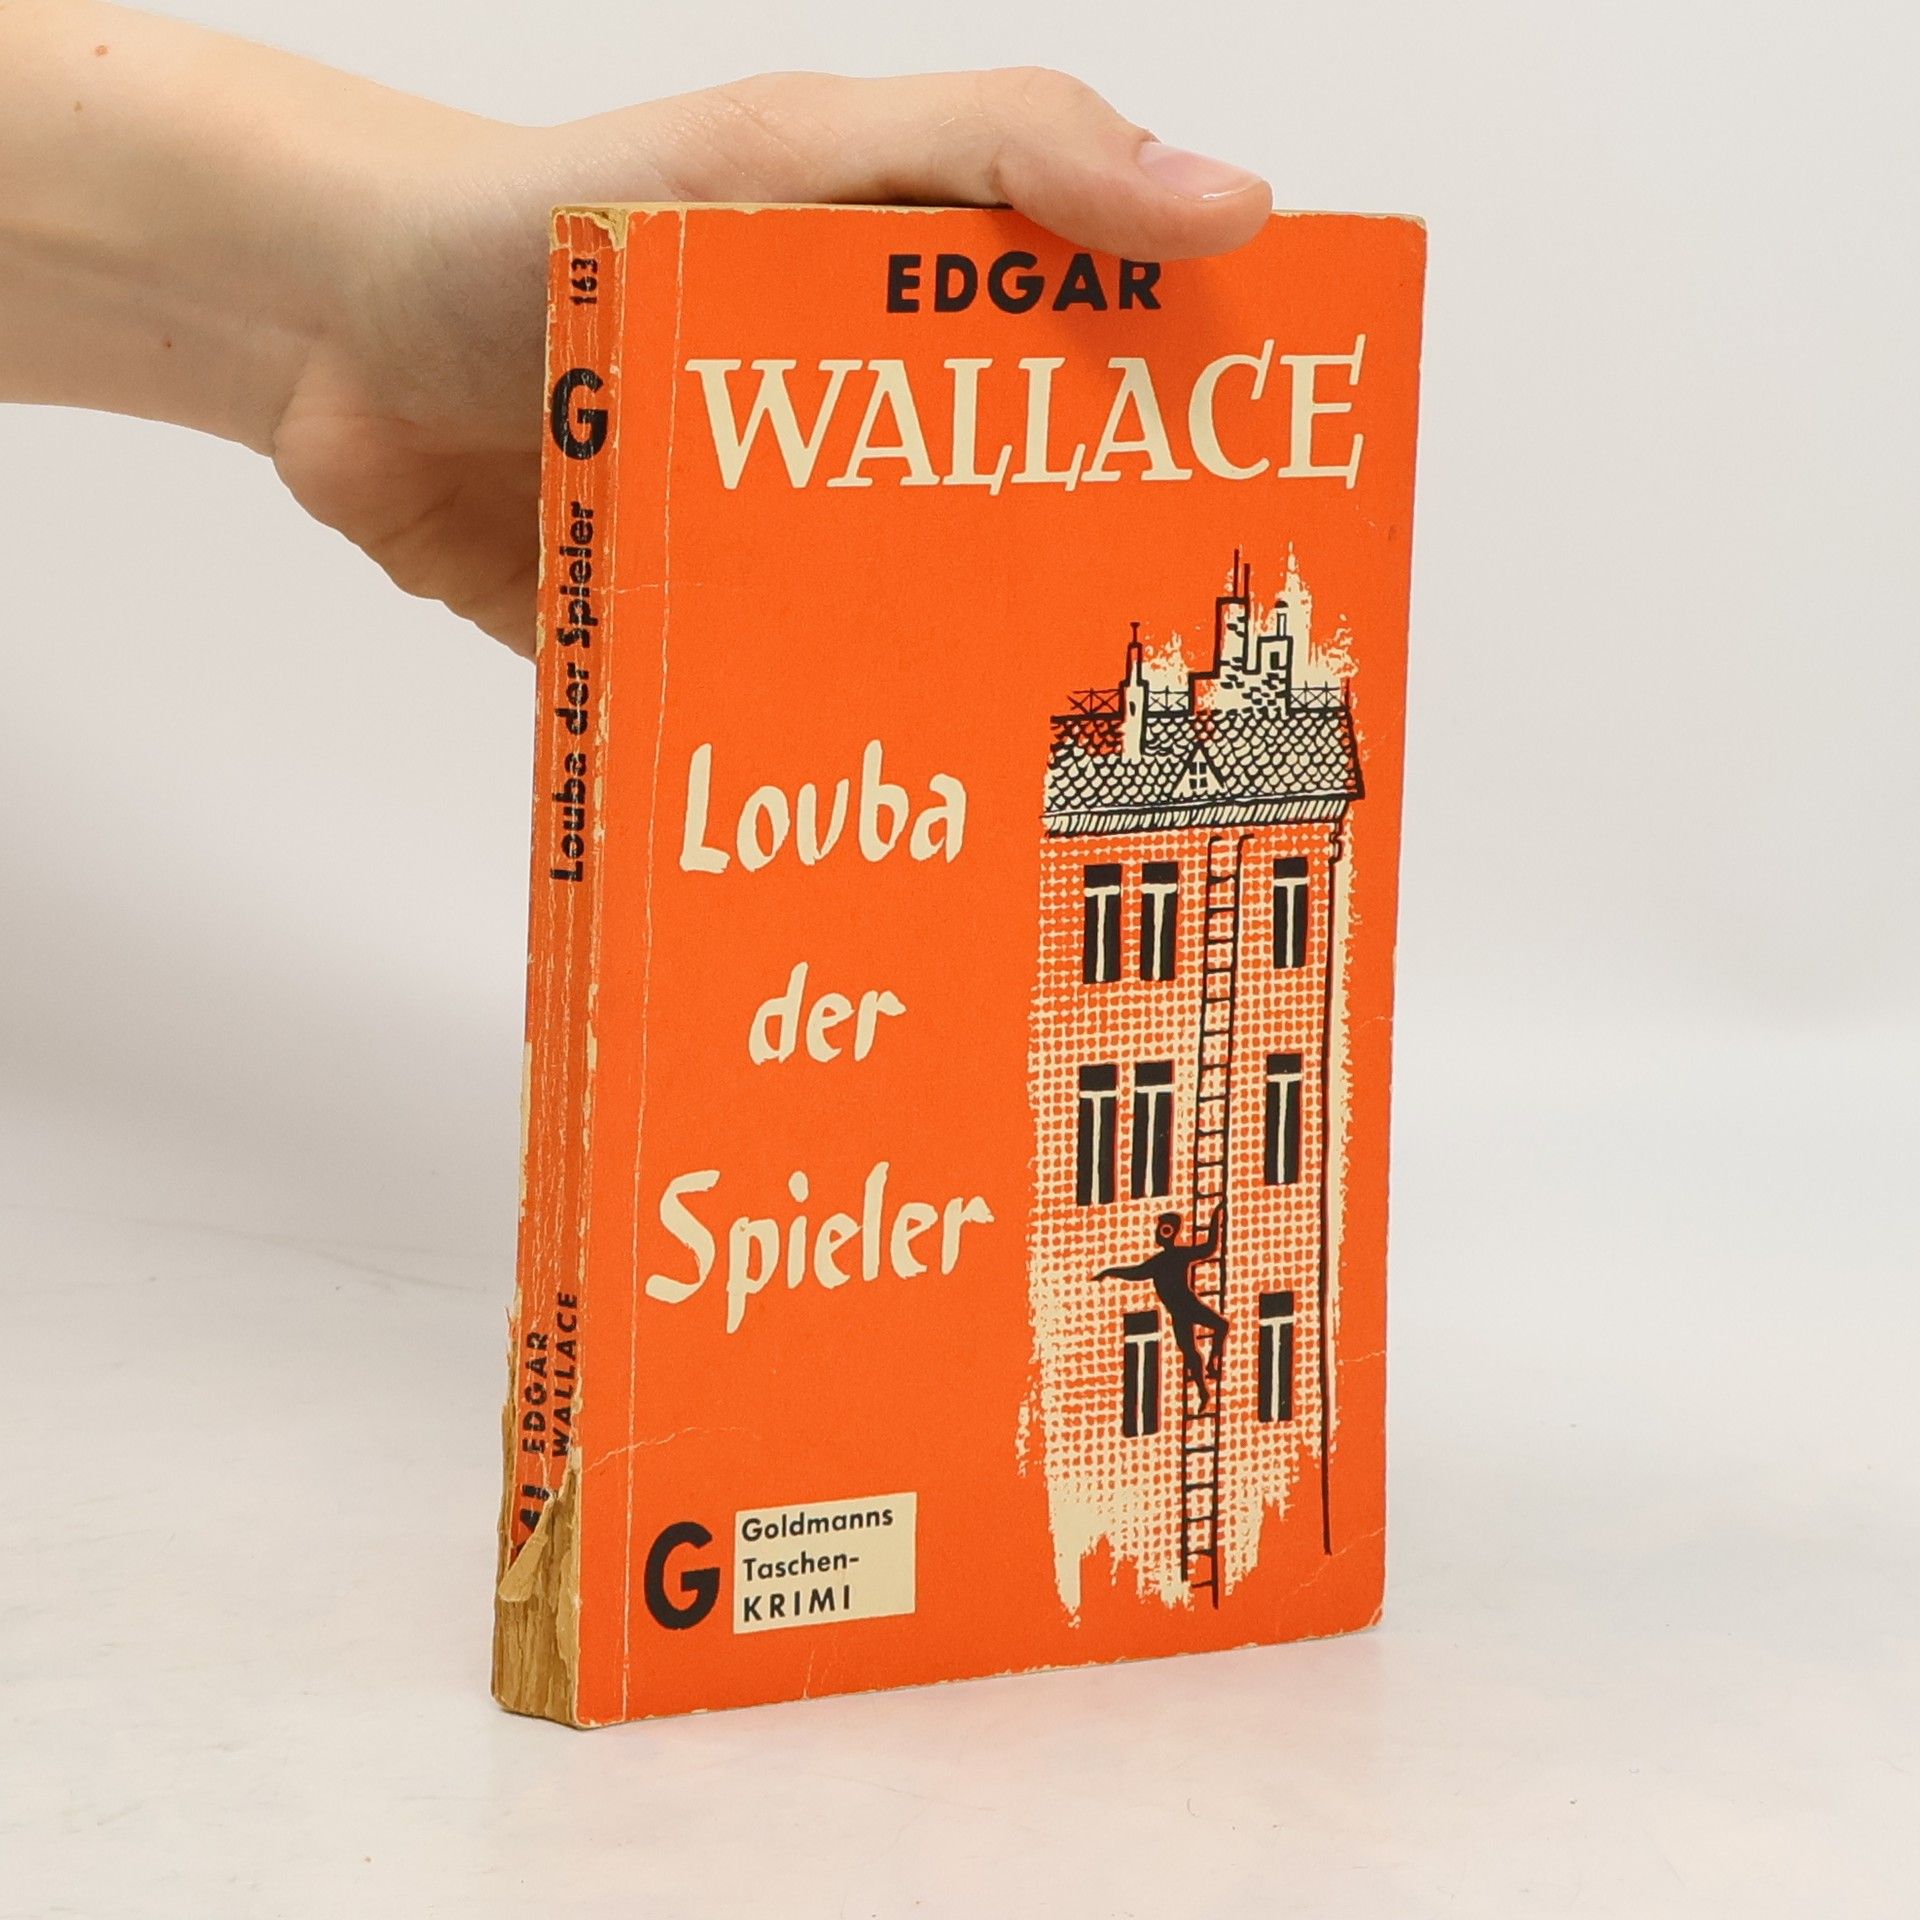 EDGAR
WALLACE
Louba
der
Spieler
G
Goldmanns
Taschen-
KRIMI
163
G
Louba der Spieler
EDGAR
WALLACE